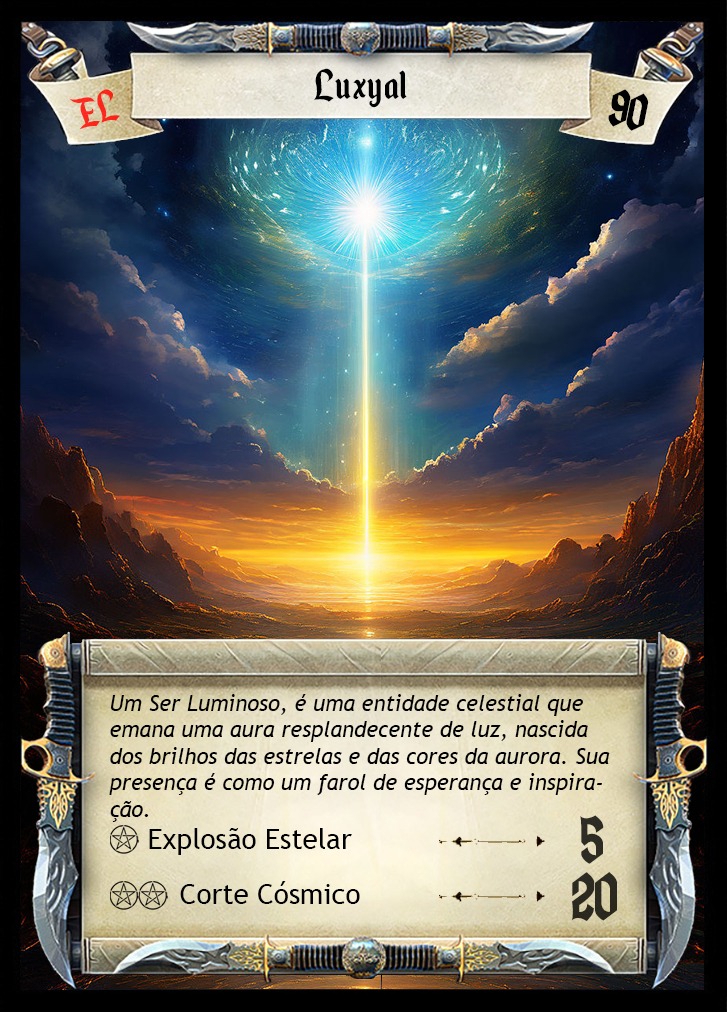 Luxyal
EL
90
Um Ser Luminoso, é uma entidade celestial que
emana uma aura resplandecente de luz, nascida
dos brilhos das estrelas e das cores da aurora. Sua
presença é como um farol de esperança e inspira-
ção.
Explosão Estelar 5
Corte Cósmico 20